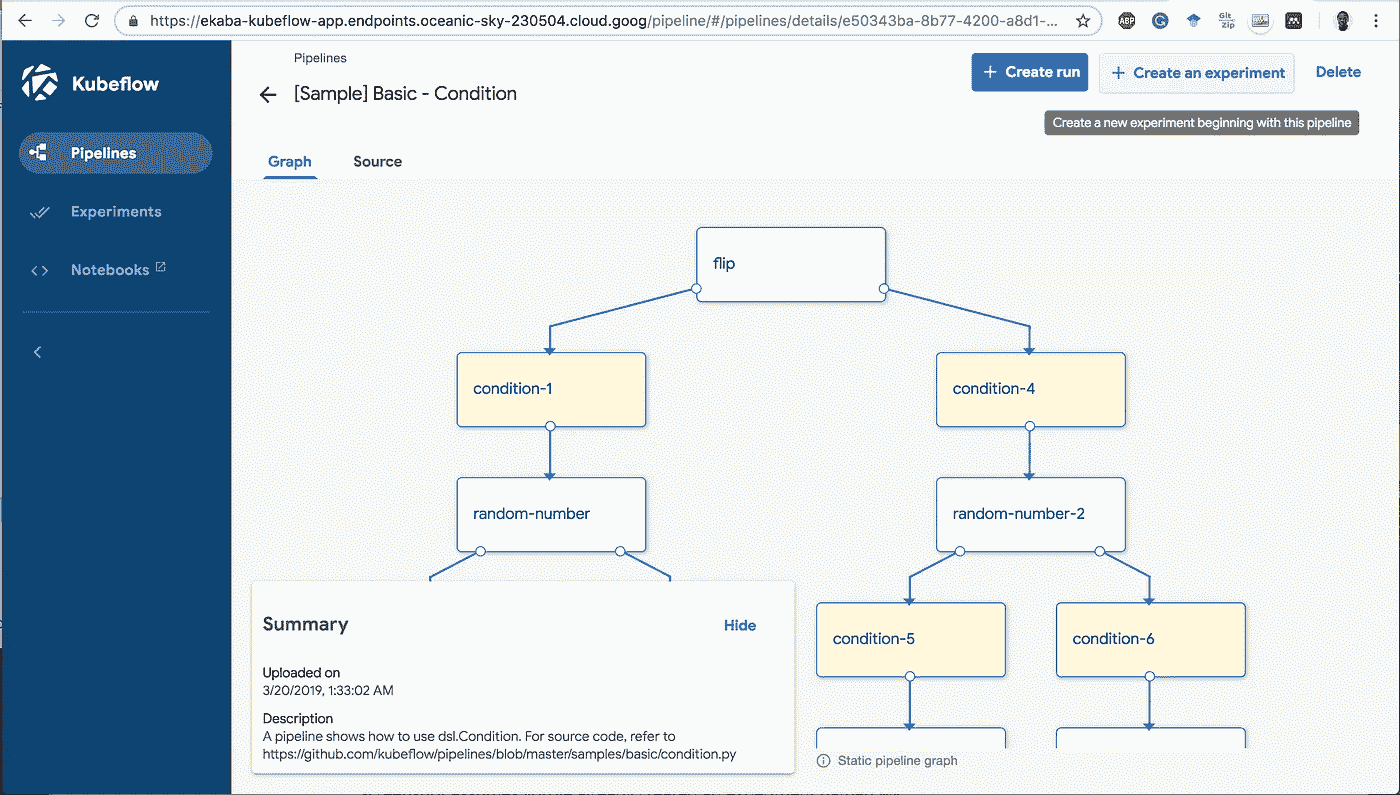 https://ekaba-kubeflow-app.endpoints.oceanic-sky-230504.cloud.goog/pipeline/#/pipelines/details/e50343ba-8b77-4200-a8d1-...
ABP
Git
Zip
Kubeflow
Pipelines
Experiments
Notebooks
Pipelines
[Sample] Basic - Condition
+ Create run
+ Create an experiment
Delete
Create a new experiment beginning with this pipeline
Graph
Source
flip
condition-1
condition-4
random-number
random-number-2
condition-5
condition-6
Summary
Hide
Uploaded on
3/20/2019, 1:33:02 AM
Description
A pipeline shows how to use dsl.Condition. For source code, refer to
https://github.com/kubeflow/pipelines/blob/master/samples/basic/condition.py
Static pipeline graph